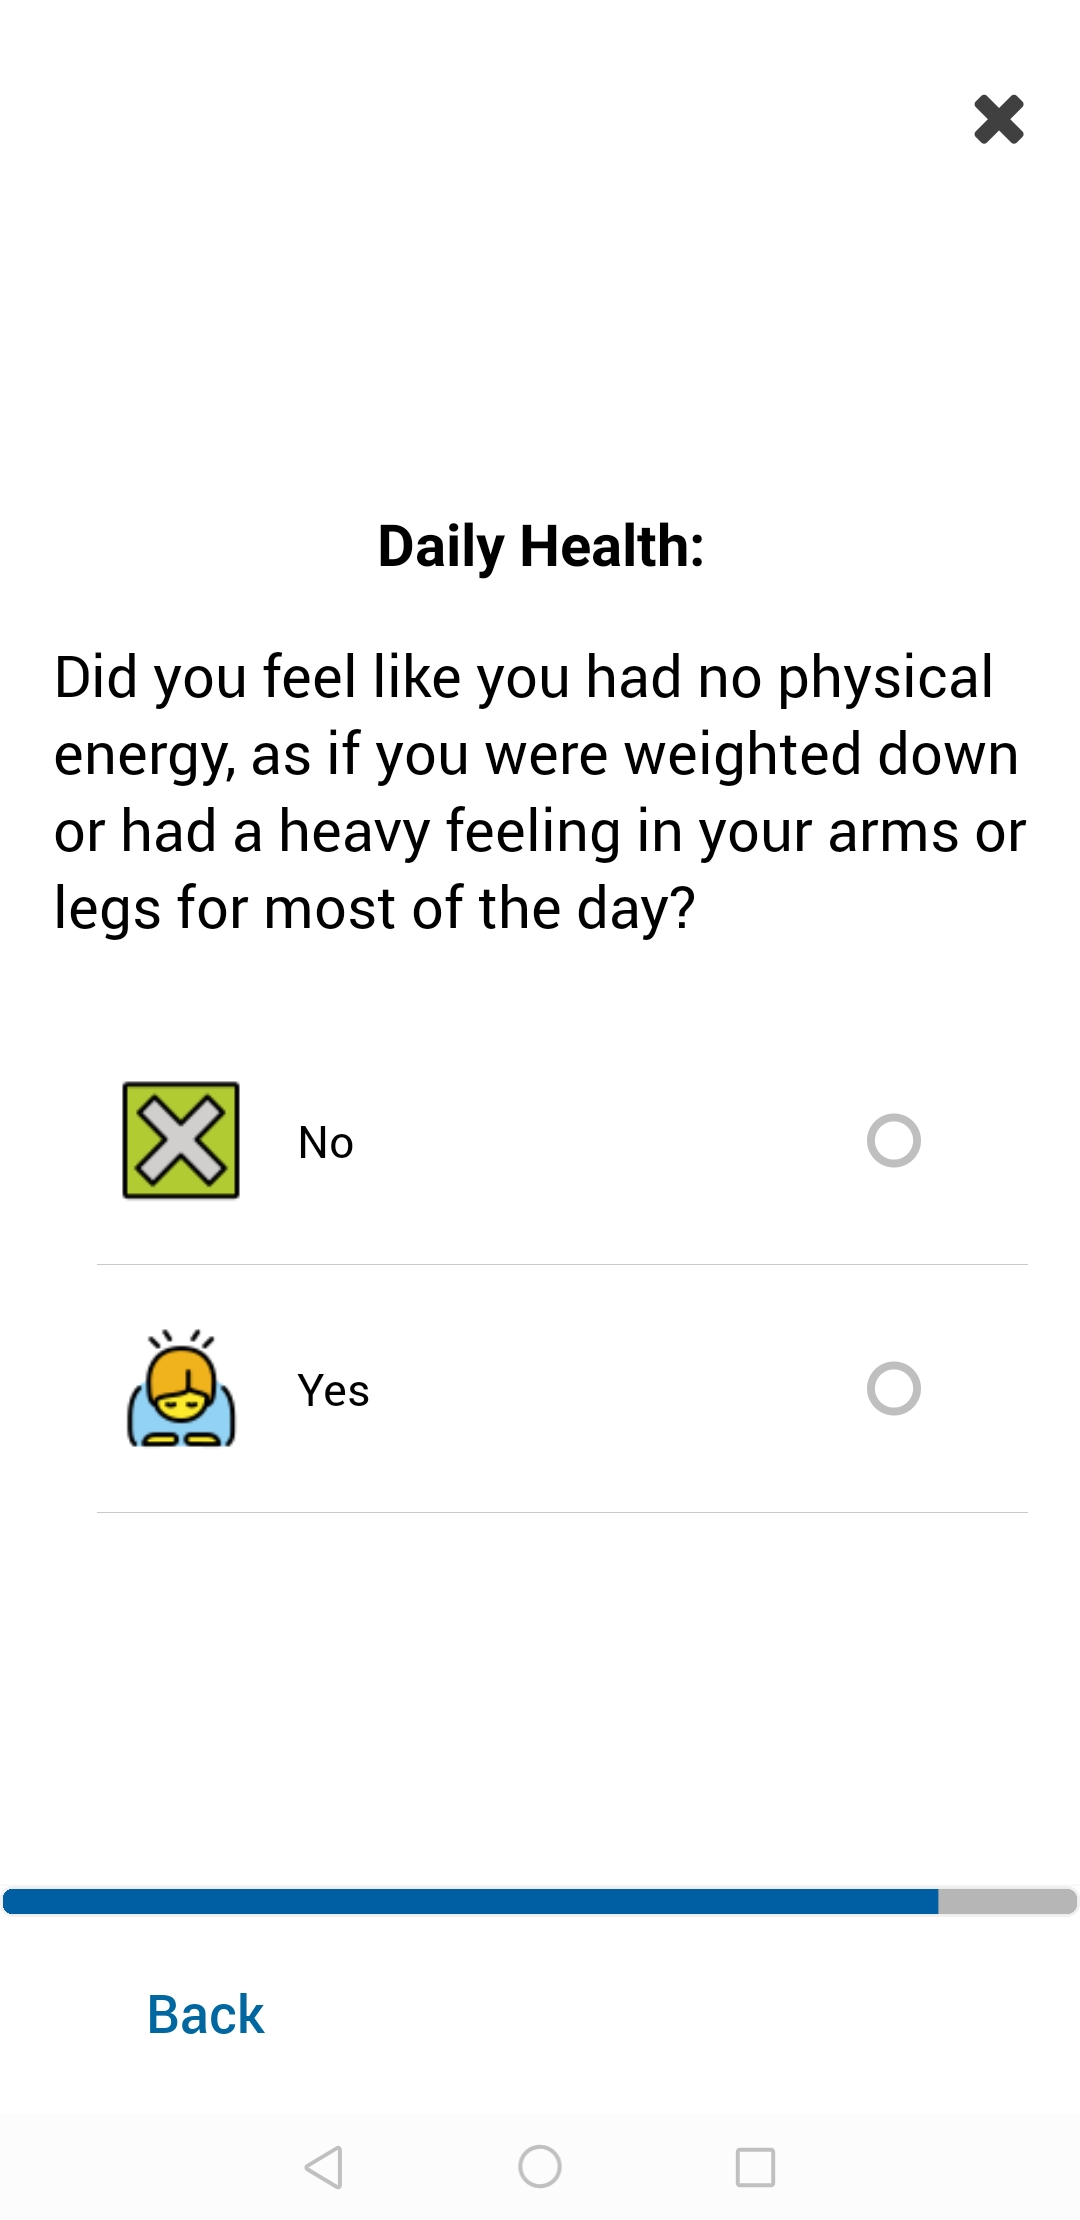 Daily Health:
Did you feel like you had no physical
energy, as if you were weighted down
or had a heavy feeling in your arms or
legs for most of the day?
No
Yes
Back